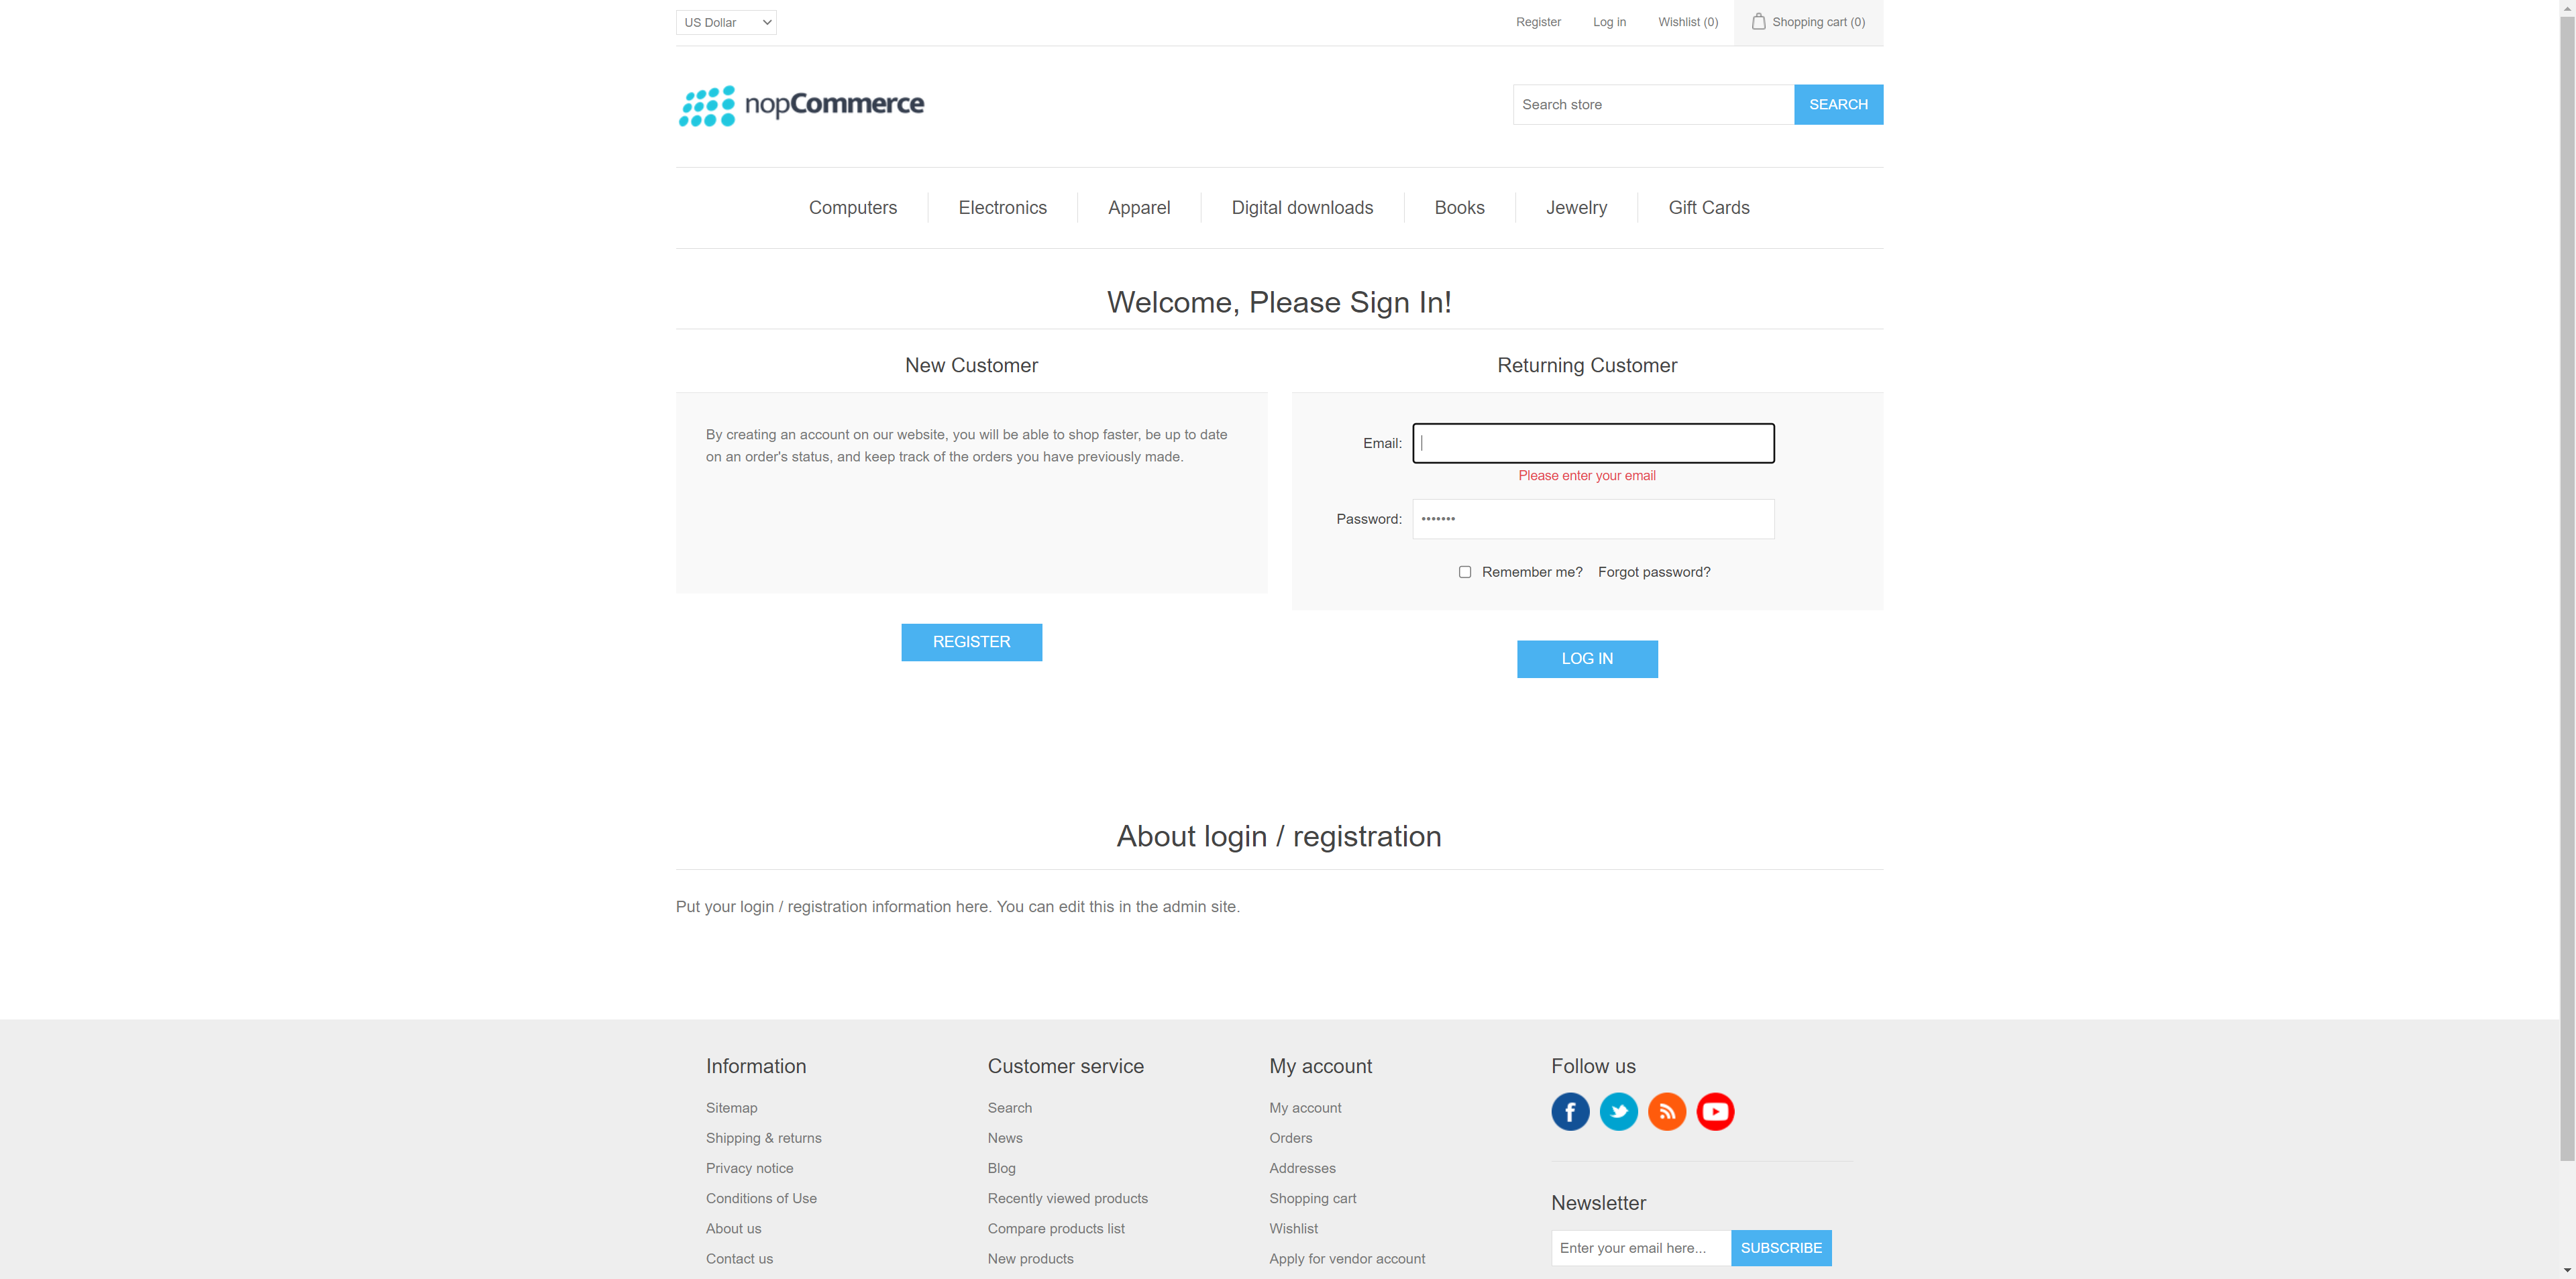 US Dollar
Register
Log in
Wishlist (0)
Shopping cart (0)
nopCommerce
Search store
SEARCH
Computers
Electronics
Apparel
Digital downloads
Books
Jewelry
Gift Cards
Welcome, Please Sign In!
New Customer
By creating an account on our website, you will be able to shop faster, be up to date
on an order's status, and keep track of the orders you have previously made.
REGISTER
Returning Customer
Email:
Please enter your email
Password:
•••••••
Remember me?
Forgot password?
LOG IN
About login / registration
Put your login / registration information here. You can edit this in the admin site.
Information
Sitemap
Shipping & returns
Privacy notice
Conditions of Use
About us
Contact us
Customer service
Search
News
Blog
Recently viewed products
Compare products list
New products
My account
My account
Orders
Addresses
Shopping cart
Wishlist
Apply for vendor account
Follow us
Newsletter
Enter your email here...
SUBSCRIBE